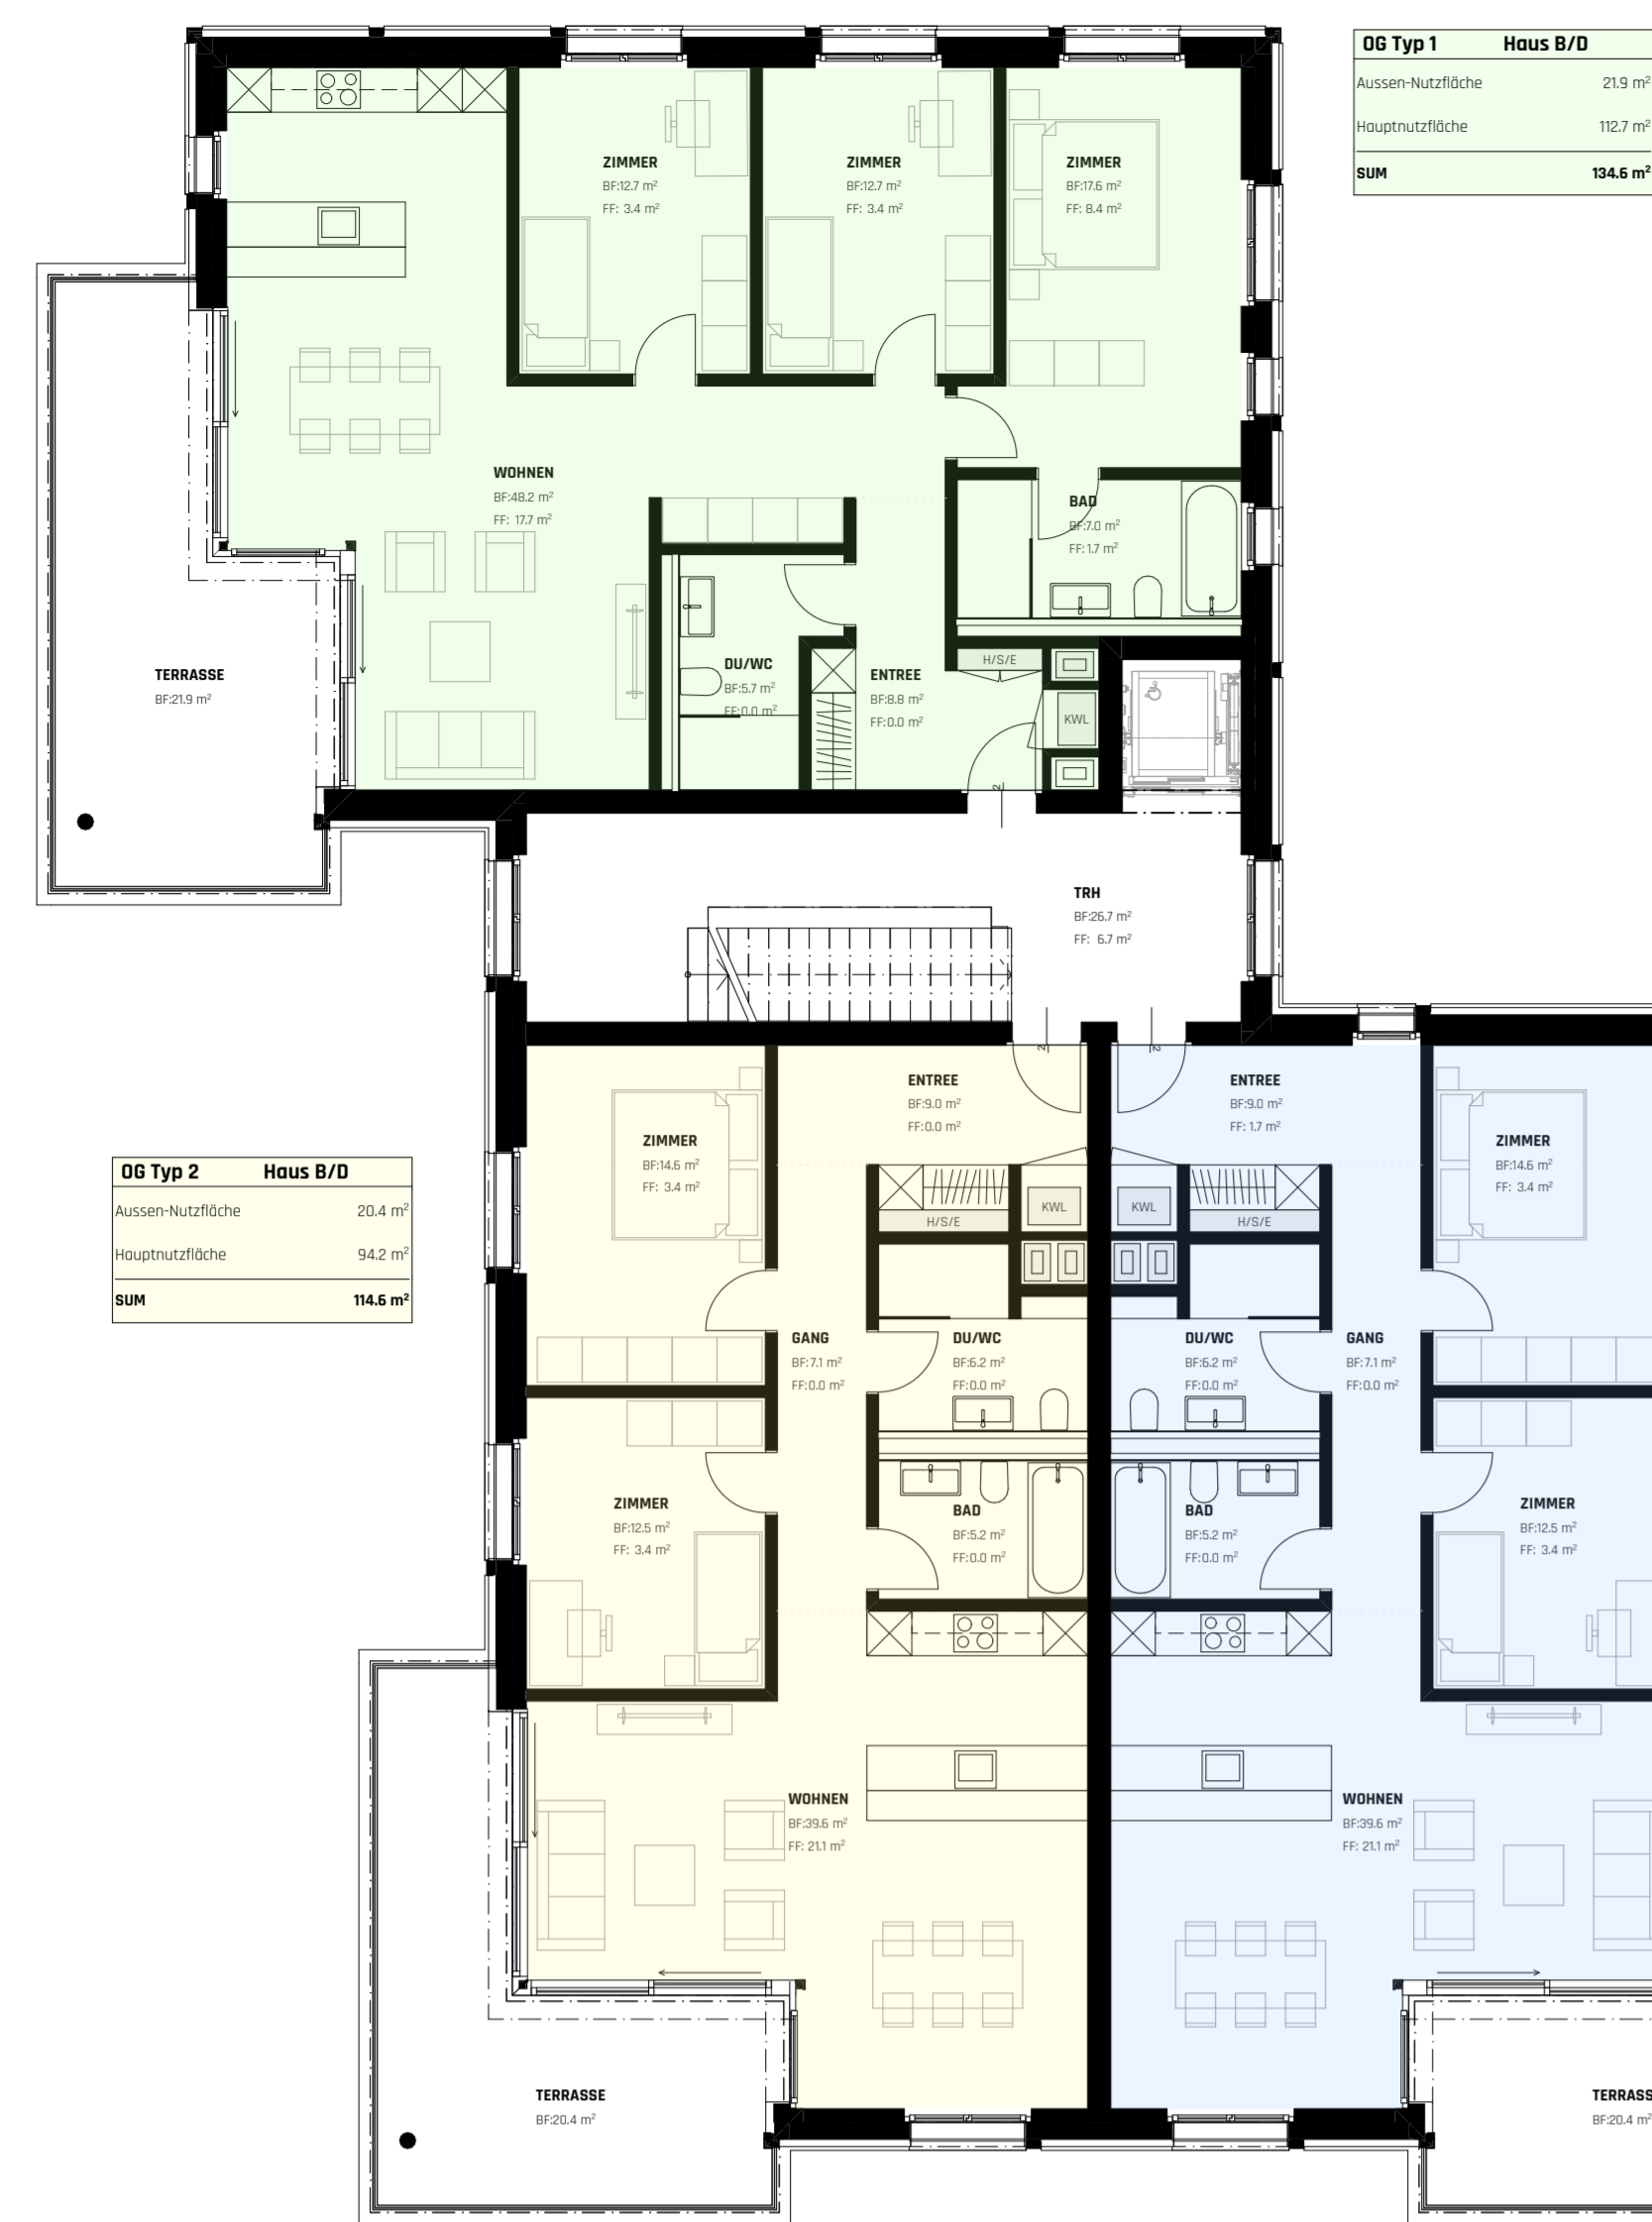 OG Typ 1 Haus B/D
Aussen-Nutzfläche 21.9 m²
Hauptnutzfläche 112.7 m²
SUM 134.6 m²
ZIMMER
BF:12.7 m²
FF: 3.4 m²
ZIMMER
BF:12.7 m²
FF: 3.4 m²
ZIMMER
BF:17.6 m²
FF: 8.4 m²
WOHNEN
BF:48.2 m²
FF: 17.7 m²
BAD
BF:7.0 m²
FF: 1.7 m²
TERRASSE
BF:21.9 m²
DU/WC
BF:5.7 m²
FF:0.0 m²
ENTREE
BF:8.8 m²
FF:0.0 m²
H/S/E
KWL
2
TRH
BF:26.7 m²
FF: 6.7 m²
2
2
OG Typ 2 Haus B/D
Aussen-Nutzfläche 20.4 m²
Hauptnutzfläche 94.2 m²
SUM 114.6 m²
ENTREE
BF:9.0 m²
FF:0.0 m²
ENTREE
BF:9.0 m²
FF: 1.7 m²
ZIMMER
BF:14.6 m²
FF: 3.4 m²
ZIMMER
BF:14.6 m²
FF: 3.4 m²
H/S/E
KWL
KWL
H/S/E
GANG
BF:7.1 m²
FF:0.0 m²
DU/WC
BF:6.2 m²
FF:0.0 m²
DU/WC
BF:6.2 m²
FF:0.0 m²
GANG
BF:7.1 m²
FF:0.0 m²
ZIMMER
BF:12.5 m²
FF: 3.4 m²
BAD
BF:5.2 m²
FF:0.0 m²
BAD
BF:5.2 m²
FF:0.0 m²
ZIMMER
BF:12.5 m²
FF: 3.4 m²
WOHNEN
BF:39.6 m²
FF: 21.1 m²
WOHNEN
BF:39.6 m²
FF: 21.1 m²
TERRASSE
BF:20.4 m²
TERRASS
BF:20.4 m²